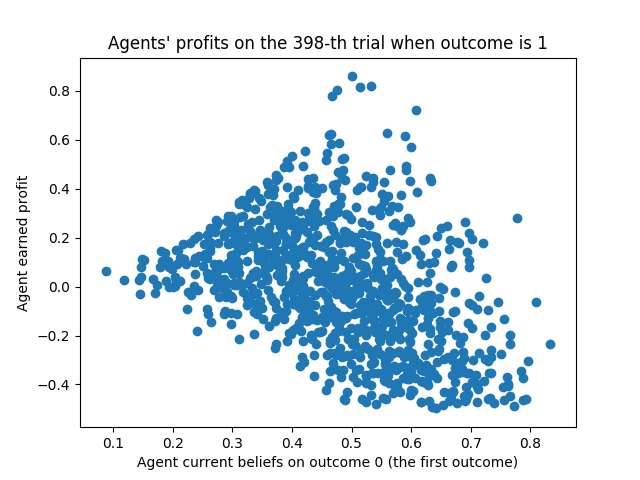 Agents' profits on the 398-th trial when outcome is 1
Agent earned profit
0.8
0.6
0.4
0.2
0.0
−0.2
−0.4
0.1 0.2 0.3 0.4 0.5 0.6 0.7 0.8
Agent current beliefs on outcome 0 (the first outcome)